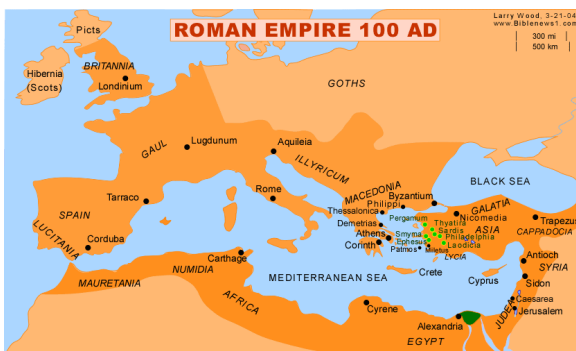 ROMAN EMPIRE 100 AD
Larry Wood, 3-21-04
www.Biblenews1.com
300 mi
500 km
Picts
Hibernia
(Scots)
BRITANNIA
Londinium
GOTHS
GAUL
Lugdunum
Aquileia
ILLYRICUM
Tarraco
Rome
MACEDONIA
Philippi
Byzantium
BLACK SEA
Thessalonica
Nicomedia
GALATIA
Trapezus
SPAIN
LUCITANIA
Corduba
Demetrias
Athens
Corinth
Pergamum
Thyatira
Sardis
Smyrna
Philadelphia
Ephesus
Laodicia
Patmos
Miletus
ASIA
CAPPADOCIA
LYCIA
Carthage
NUMIDIA
MAURETANIA
AFRICA
MEDITERRANEAN SEA
Crete
Cyprus
Antioch
SYRIA
Sidon
Caesarea
JUDEA
Jerusalem
Cyrene
Alexandria
EGYPT